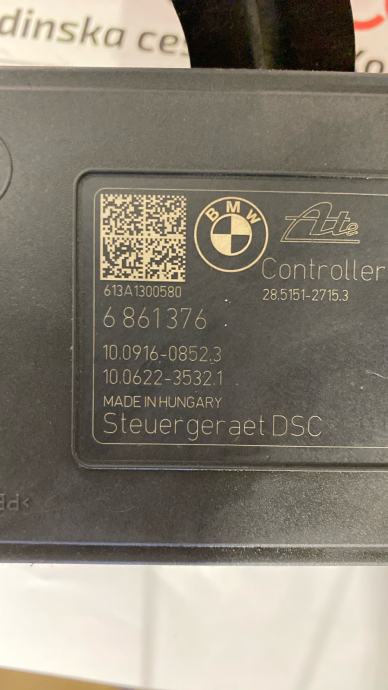 dinska ces
BMW
Ate
Controller
613A1300580
28.5151-2715.3
6 861376
10.0916-0852.3
10.0622-3532.1
MADE IN HUNGARY
Steuergeraet DSC